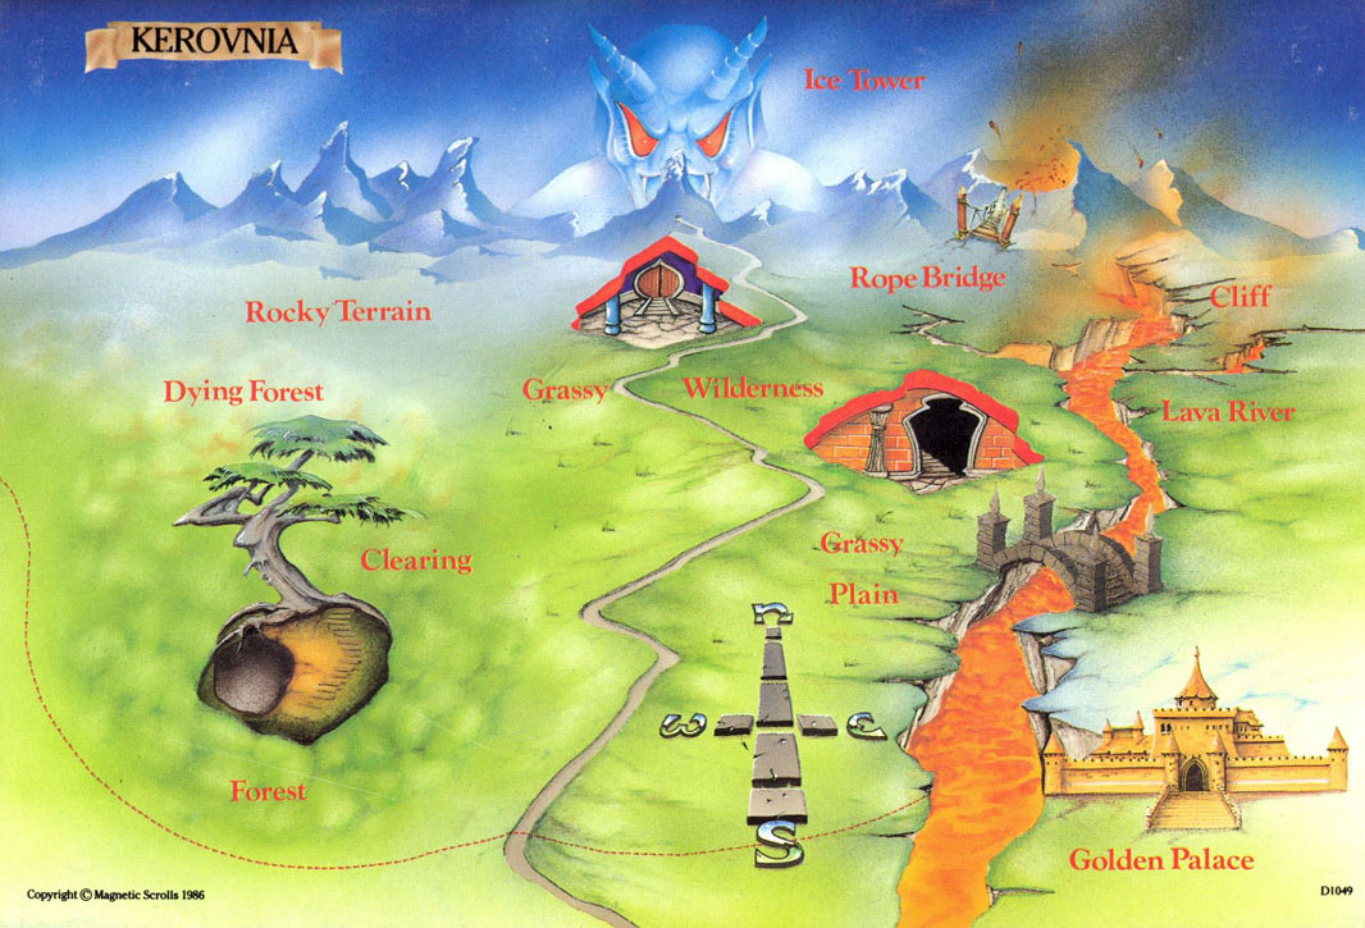 KEROVNIA
Ice Tower
Rope Bridge
Cliff
Rocky Terrain
Dying Forest
Grassy Wilderness
Lava River
Grassy
Plain
Clearing
n
w e
s
Forest
Golden Palace
Copyright © Magnetic Scrolls 1986
D1049